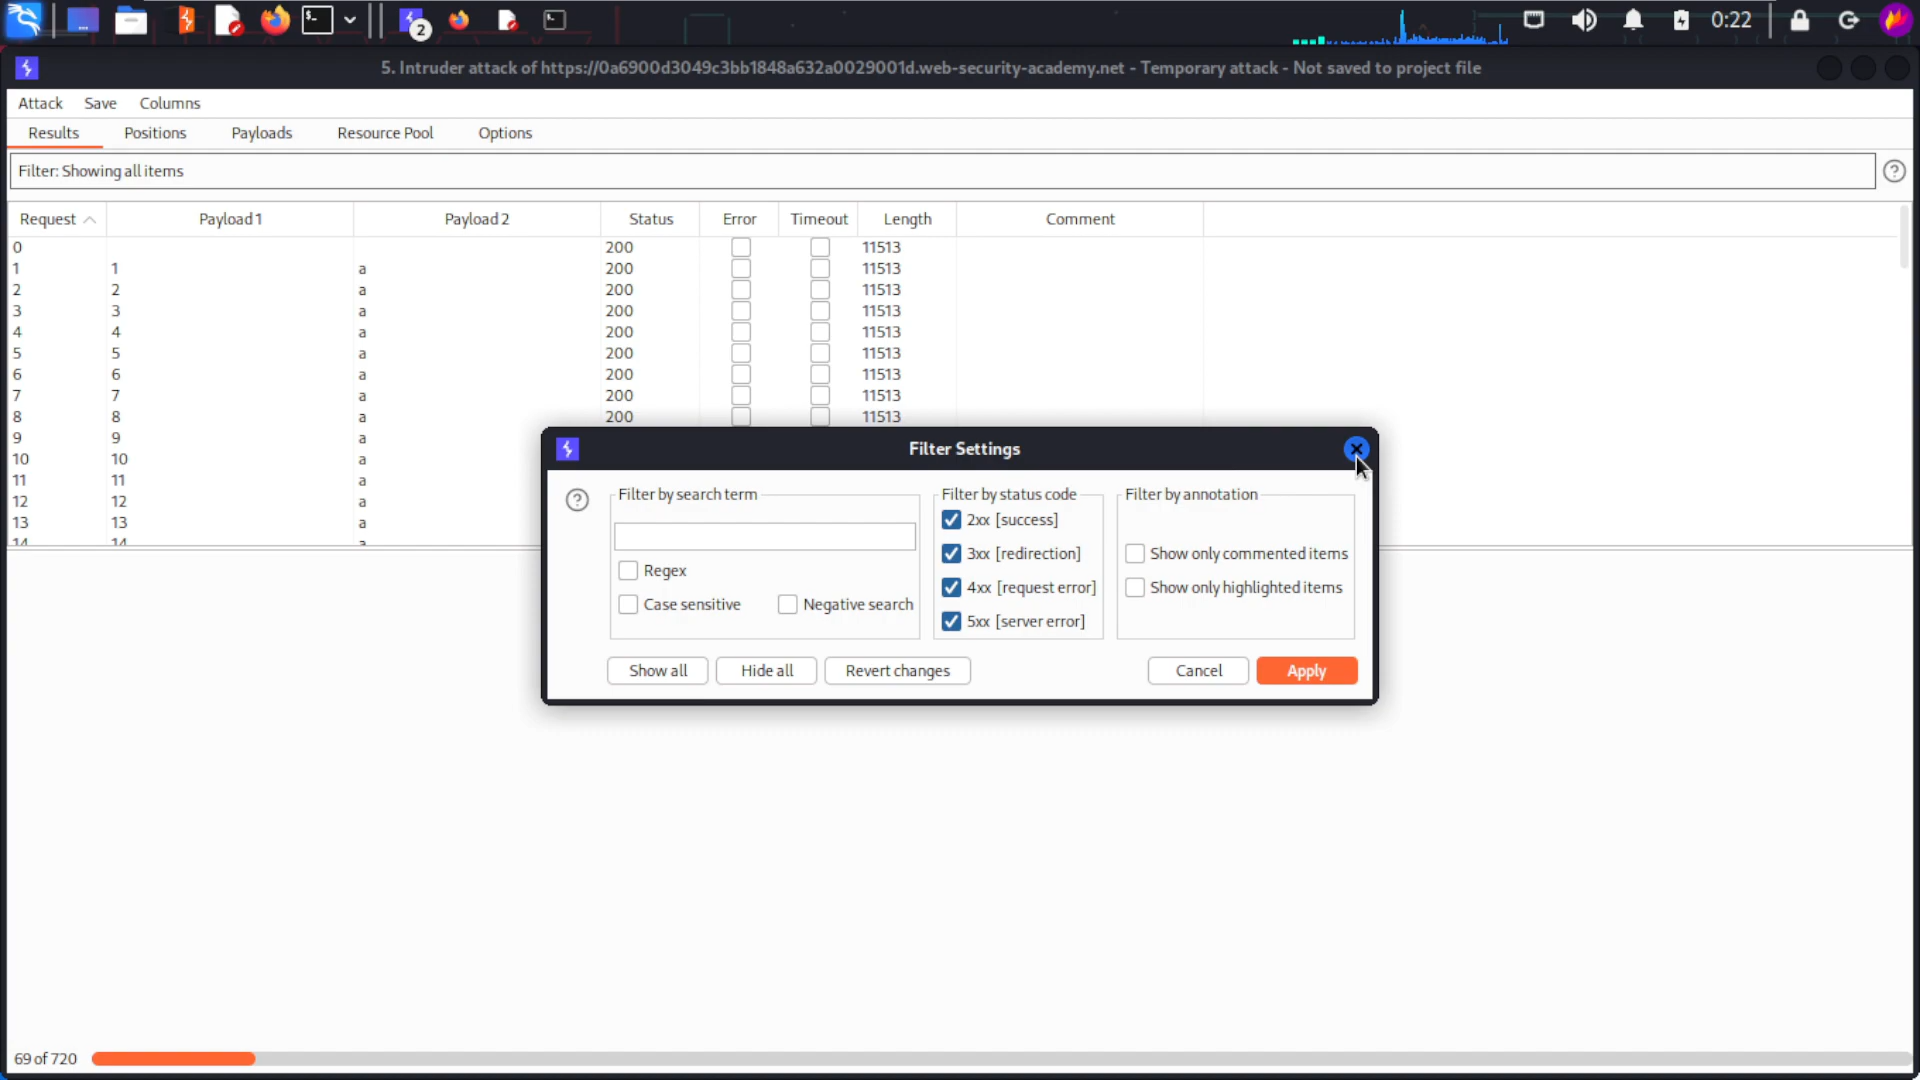 2
0:22
5. Intruder attack of https://0a6900d3049c3bb1848a632a0029001d.web-security-academy.net - Temporary attack - Not saved to project file
Attack Save Columns
Results Positions Payloads Resource Pool Options
Filter: Showing all items
Request Payload 1 Payload 2 Status Error Timeout Length Comment
0 200 11513
1 1 a 200 11513
2 2 a 200 11513
3 3 a 200 11513
4 4 a 200 11513
5 5 a 200 11513
6 6 a 200 11513
7 7 a 200 11513
8 8 a 200 11513
9 9 a
10 10 a
11 11 a
12 12 a
13 13 a
14 14 a
Filter Settings
Filter by search term Filter by status code Filter by annotation
2xx [success]
3xx [redirection] Show only commented items
Regex
4xx [request error] Show only highlighted items
Case sensitive Negative search
5xx [server error]
Show all Hide all Revert changes Cancel Apply
69 of 720